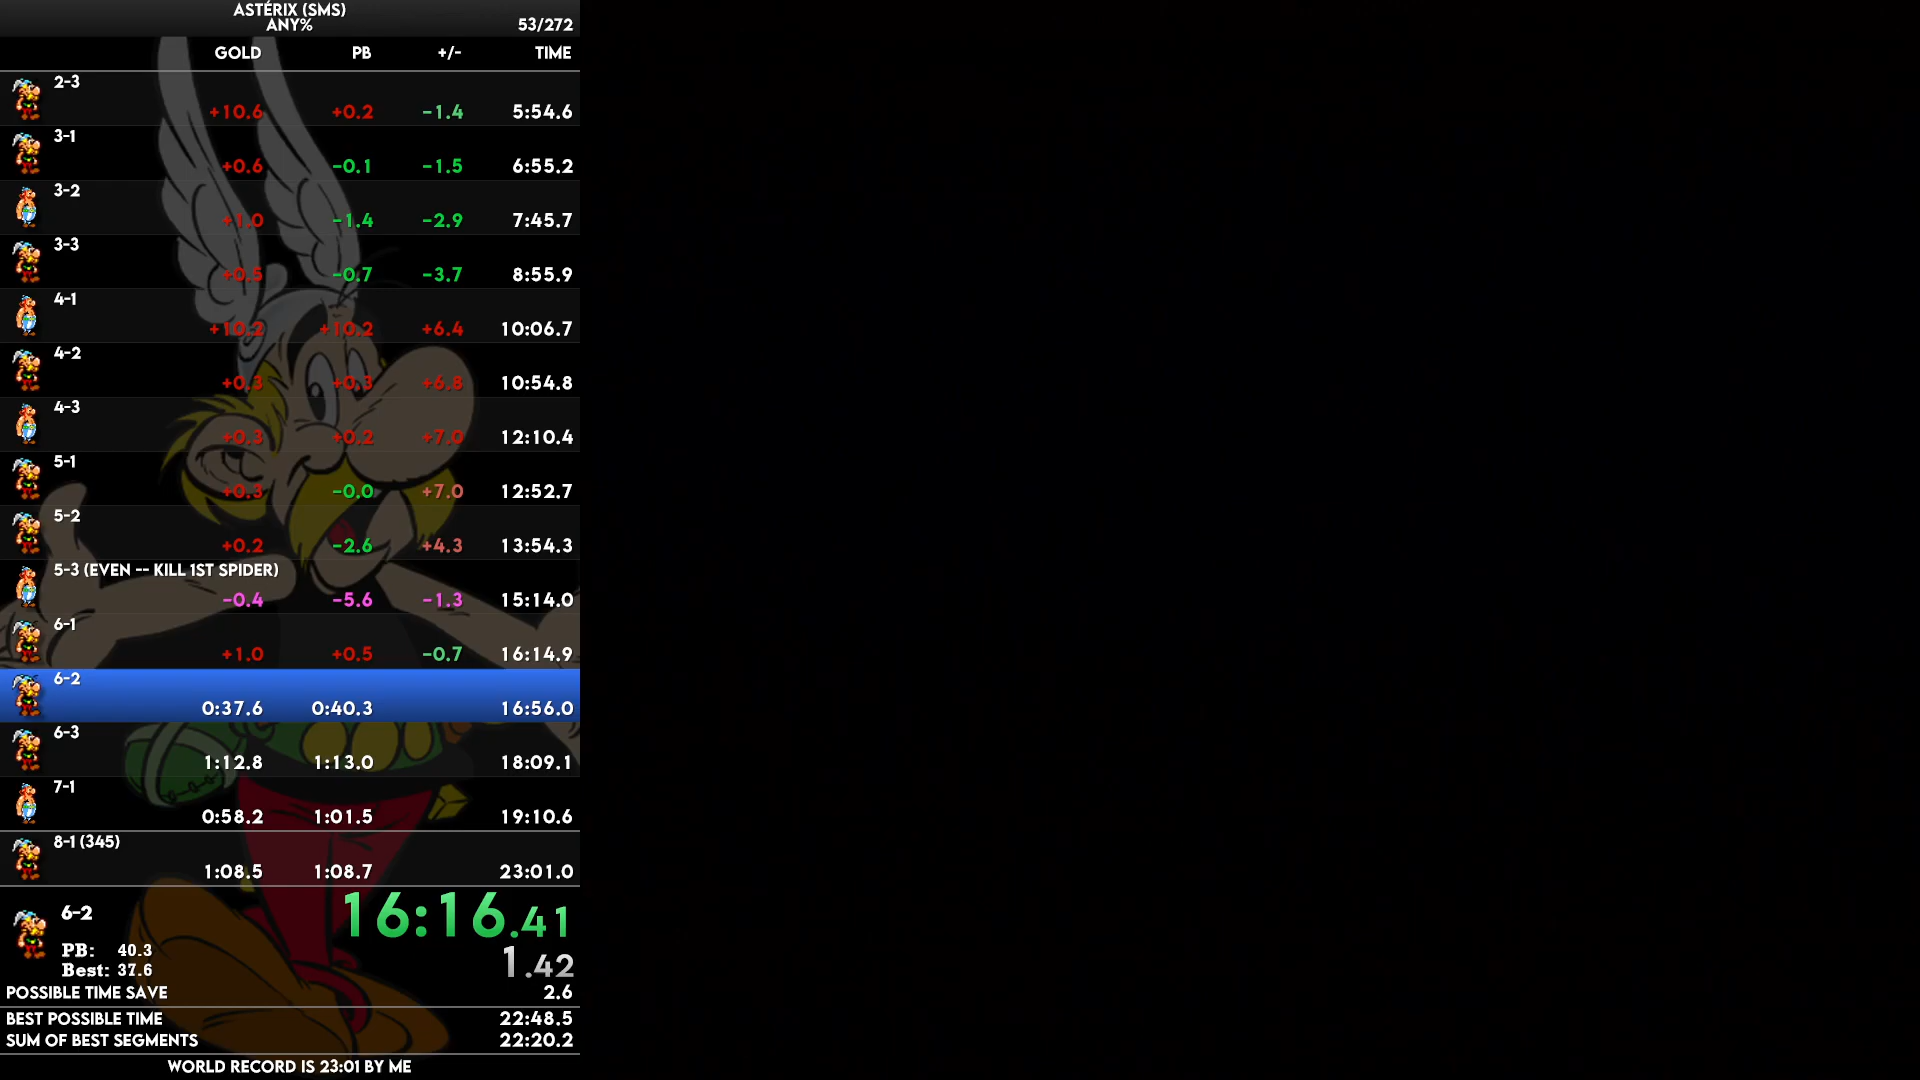 ASTÉRIX (SMS)
ANY% 53/272
GOLD PB +/- TIME
2-3
+10.6 +0.2 -1.4 5:54.6
3-1
+0.6 -0.1 -1.5 6:55.2
3-2
+1.0 -1.4 -2.9 7:45.7
3-3
+0.5 -0.7 -3.7 8:55.9
4-1
+10.2 +10.2 +6.4 10:06.7
4-2
+0.3 +0.3 +6.8 10:54.8
4-3
+0.3 +0.2 +7.0 12:10.4
5-1
+0.3 -0.0 +7.0 12:52.7
5-2
+0.2 -2.6 +4.3 13:54.3
5-3 (EVEN -- KILL 1ST SPIDER)
-0.4 -5.6 -1.3 15:14.0
6-1
+1.0 +0.5 -0.7 16:14.9
6-2
0:37.6 0:40.3 16:56.0
6-3
1:12.8 1:13.0 18:09.1
7-1
0:58.2 1:01.5 19:10.6
8-1 (345)
1:08.5 1:08.7 23:01.0
6-2 16:16.41
PB: 40.3 1.42
Best: 37.6
POSSIBLE TIME SAVE 2.6
BEST POSSIBLE TIME 22:48.5
SUM OF BEST SEGMENTS 22:20.2
WORLD RECORD IS 23:01 BY ME